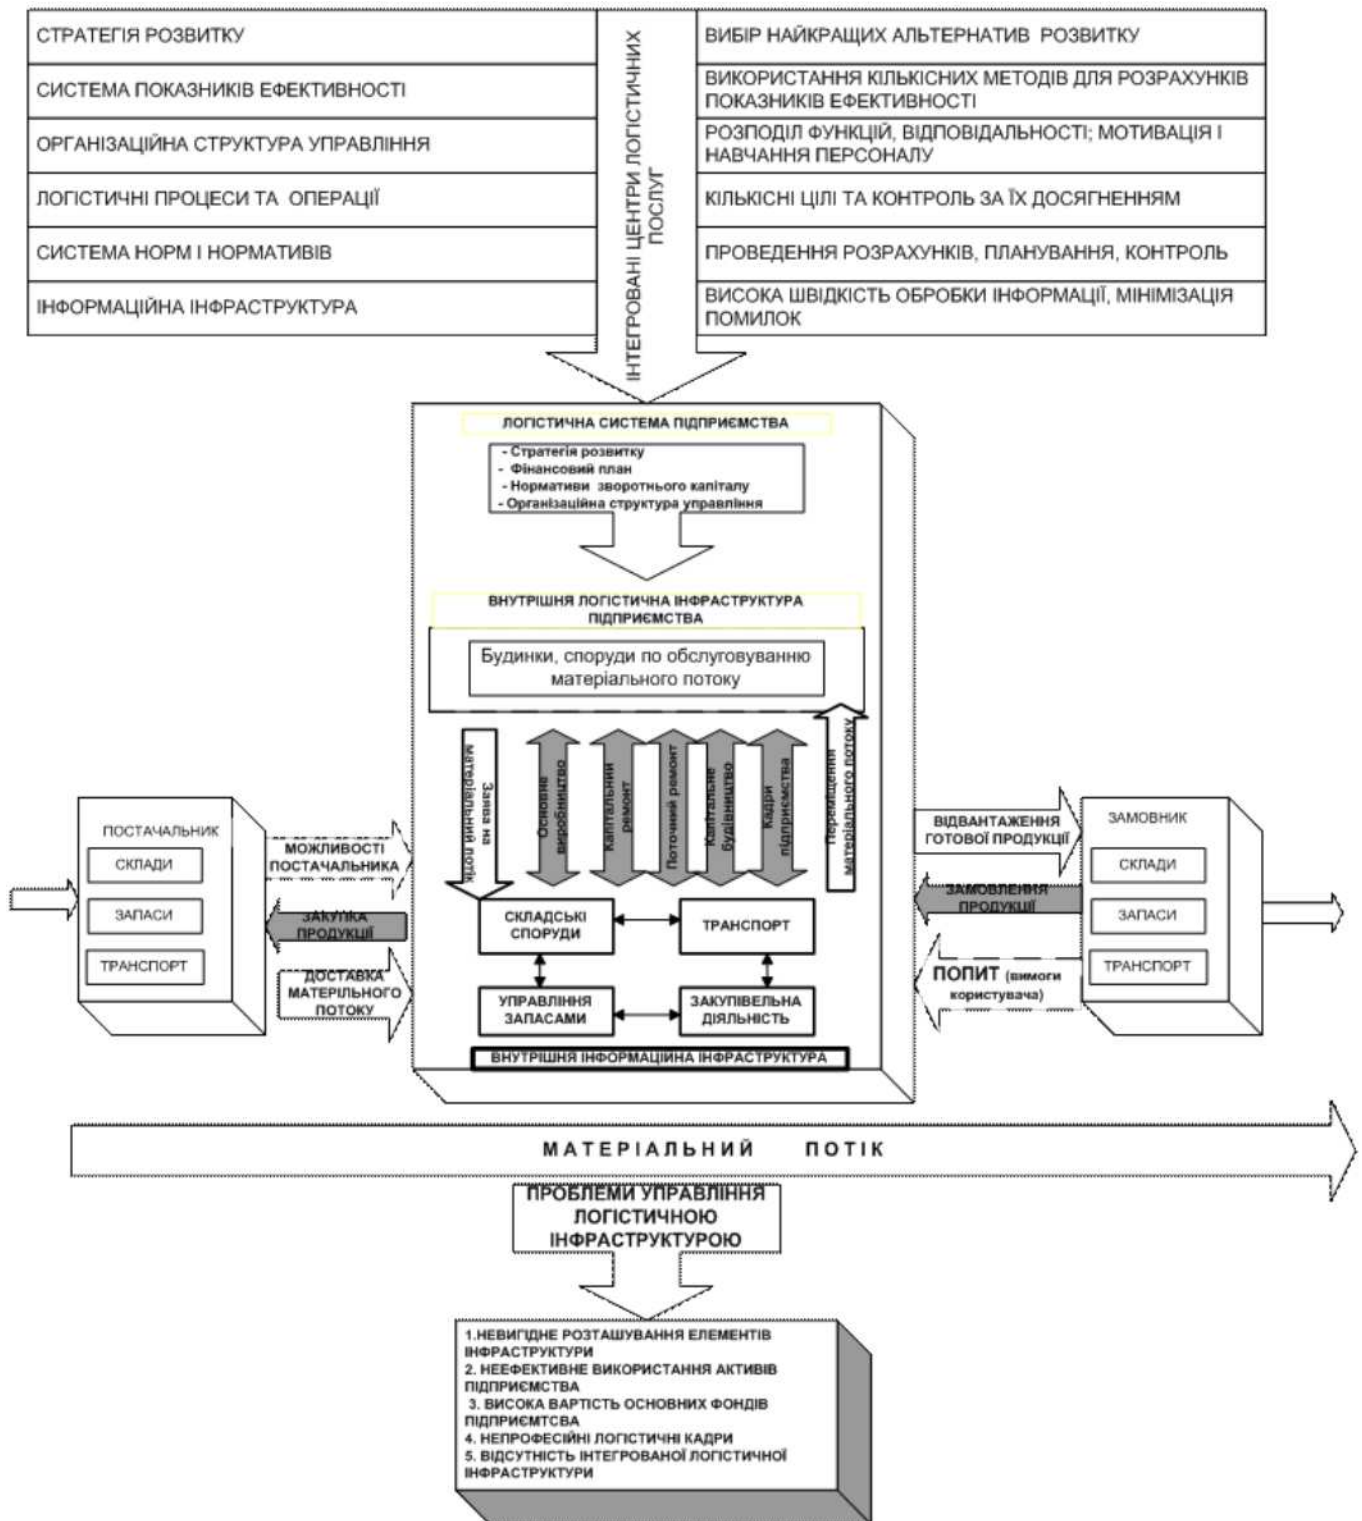 СТРАТЕГІЯ РОЗВИТКУ
СИСТЕМА ПОКАЗНИКІВ ЕФЕКТИВНОСТІ
ОРГАНІЗАЦІЙНА СТРУКТУРА УПРАВЛІННЯ
ЛОГІСТИЧНІ ПРОЦЕСИ ТА ОПЕРАЦІЇ
СИСТЕМА НОРМ І НОРМАТИВІВ
ІНФОРМАЦІЙНА ІНФРАСТРУКТУРА
ІНТЕГРОВАНІ ЦЕНТРИ ЛОГІСТИЧНИХ
ПОСЛУГ
ВИБІР НАЙКРАЩИХ АЛЬТЕРНАТИВ РОЗВИТКУ
ВИКОРИСТАННЯ КІЛЬКІСНИХ МЕТОДІВ ДЛЯ РОЗРАХУНКІВ
ПОКАЗНИКІВ ЕФЕКТИВНОСТІ
РОЗПОДІЛ ФУНКЦІЙ, ВІДПОВІДАЛЬНОСТІ; МОТИВАЦІЯ І
НАВЧАННЯ ПЕРСОНАЛУ
КІЛЬКІСНІ ЦІЛІ ТА КОНТРОЛЬ ЗА ЇХ ДОСЯГНЕННЯМ
ПРОВЕДЕННЯ РОЗРАХУНКІВ, ПЛАНУВАННЯ, КОНТРОЛЬ
ВИСОКА ШВІДКІСТЬ ОБРОБКИ ІНФОРМАЦІЇ, МІНІМІЗАЦІЯ
ПОМИЛОК
ЛОГІСТИЧНА СИСТЕМА ПІДПРИЄМСТВА
- Стратегія розвитку
- Фінансовий план
- Нормативи зворотнього капіталу
- Організаційна структура управління
ВНУТРІШНЯ ЛОГІСТИЧНА ІНФРАСТРУКТУРА
ПІДПРИЄМСТВА
Будинки, споруди по обслуговуванню
матеріального потоку
Заява на
матеріальний потік
Основне
виробництво
Капітальний
ремонт
Поточний ремонт
Капітальне
будівництво
Кадри
підприємства
Переміщення
матеріального потоку
СКЛАДСЬКІ
СПОРУДИ
ТРАНСПОРТ
УПРАВЛІННЯ
ЗАПАСАМИ
ЗАКУПІВЕЛЬНА
ДІЯЛЬНІСТЬ
ВНУТРІШНЯ ІНФОРМАЦІЙНА ІНФРАСТРУКТУРА
ПОСТАЧАЛЬНИК
СКЛАДИ
ЗАПАСИ
ТРАНСПОРТ
МОЖЛИВОСТІ
ПОСТАЧАЛЬНИКА
ЗАКУПКА
ПРОДУКЦІЇ
ДОСТАВКА
МАТЕРІЛЬНОГО
ПОТОКУ
ВІДВАНТАЖЕННЯ
ГОТОВОЇ ПРОДУКЦІЇ
ЗАМОВЛЕННЯ
ПРОДУКЦІЇ
ПОПИТ (вимоги
користувача)
ЗАМОВНИК
СКЛАДИ
ЗАПАСИ
ТРАНСПОРТ
МАТЕРІАЛЬНИЙ ПОТІК
ПРОБЛЕМИ УПРАВЛІННЯ
ЛОГІСТИЧНОЮ
ІНФРАСТРУКТУРОЮ
1.НЕВИГІДНЕ РОЗТАШУВАННЯ ЕЛЕМЕНТІВ
ІНФРАСТРУКТУРИ
2. НЕЕФЕКТИВНЕ ВИКОРИСТАННЯ АКТИВІВ
ПІДПРИЄМСТВА
3. ВИСОКА ВАРТІСТЬ ОСНОВНИХ ФОНДІВ
ПІДПРИЄМТСВА
4. НЕПРОФЕСІЙНІ ЛОГІСТИЧНІ КАДРИ
5. ВІДСУТНІСТЬ ІНТЕГРОВАНОЇ ЛОГІСТИЧНОЇ
ІНФРАСТРУКТУРИ